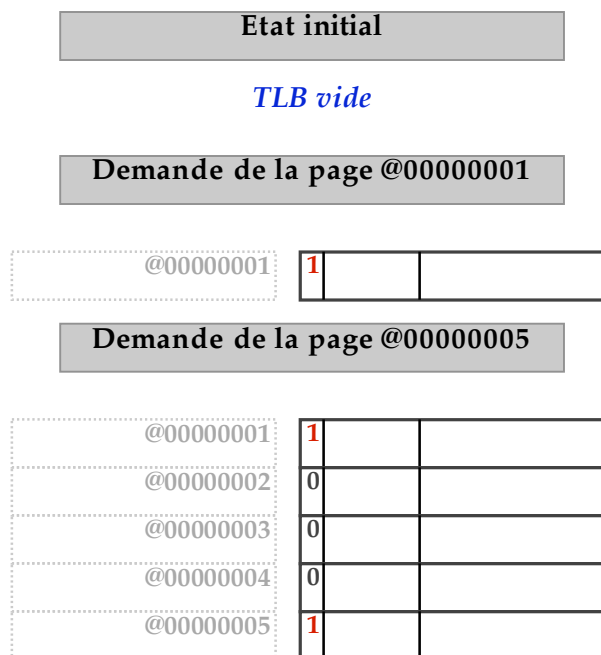 Etat initial
TLB vide
Demande de la page @00000001
@00000001 1
Demande de la page @00000005
@00000001 1
@00000002 0
@00000003 0
@00000004 0
@00000005 1